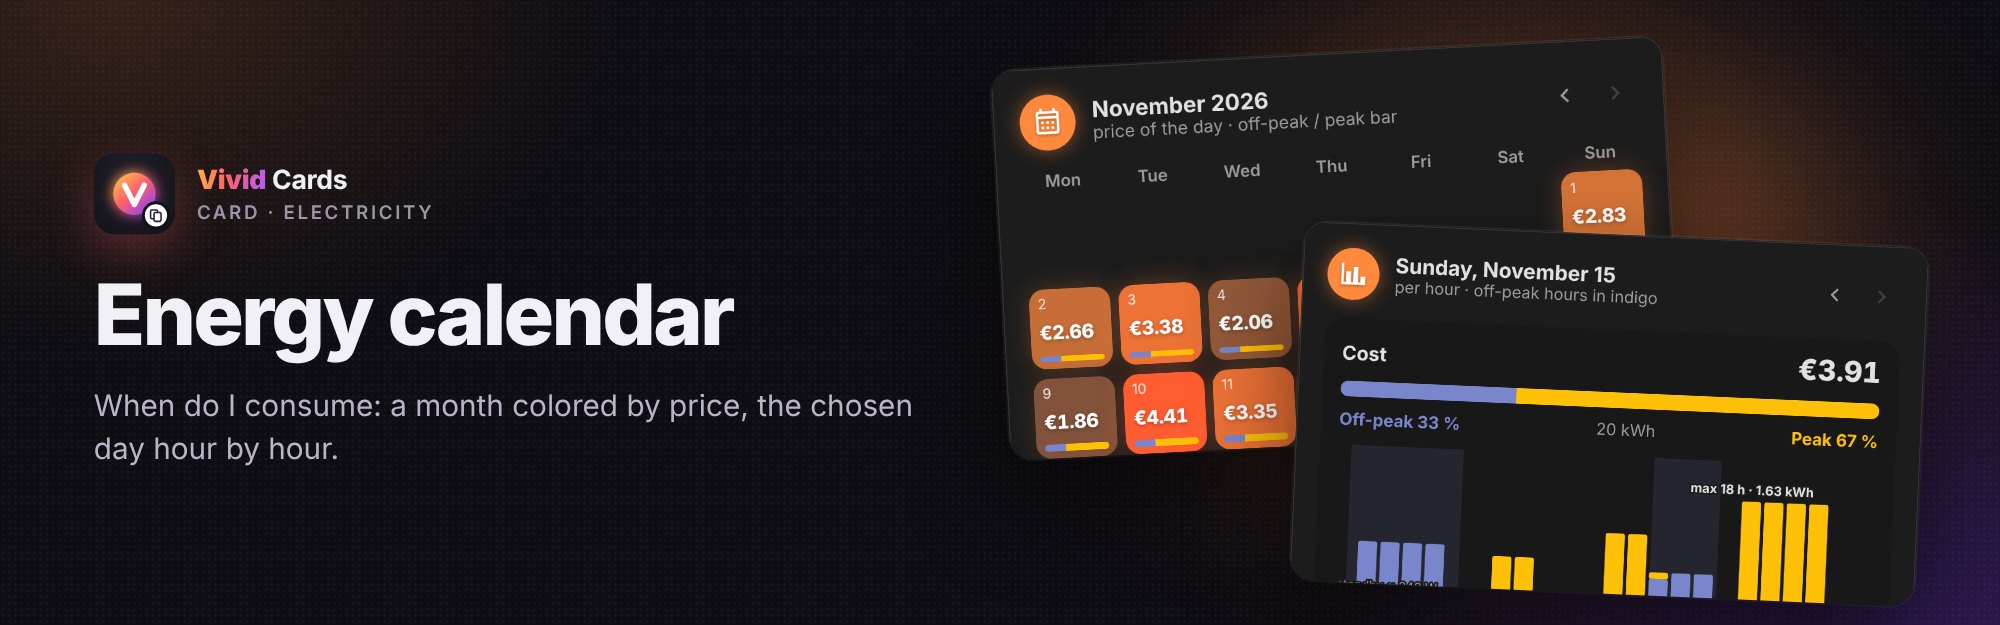 Vivid Cards
CARD · ELECTRICITY
Energy calendar
When do I consume: a month colored by price, the chosen
day hour by hour.
November 2026
price of the day · off-peak / peak bar
Mon Tue Wed Thu Fri Sat Sun
1
€2.83
2 3 4
€2.66 €3.38 €2.06
9 10 11
€1.86 €4.41 €3.35
Sunday, November 15
per hour · off-peak hours in indigo
Cost €3.91
Off-peak 33 % 20 kWh Peak 67 %
max 18 h · 1.63 kWh